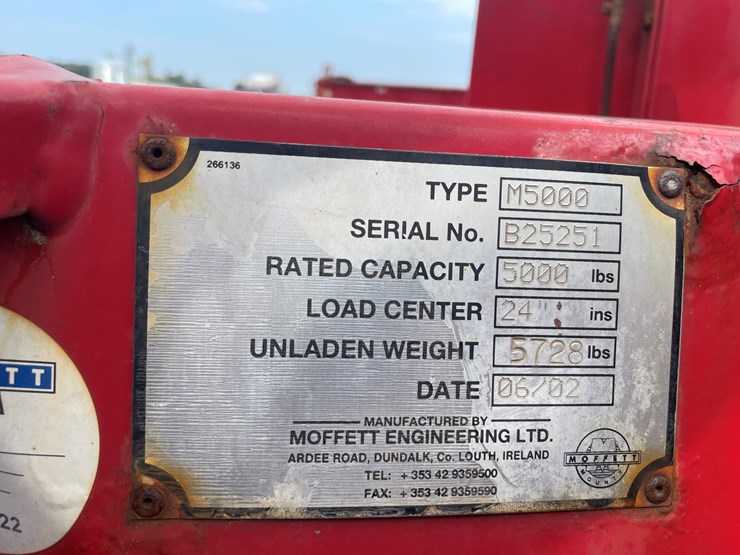 266136
TYPE M5000
SERIAL No. B25251
RATED CAPACITY 5000 lbs
LOAD CENTER 24" ins
UNLADEN WEIGHT 5728 lbs
DATE 06/02
MANUFACTURED BY
MOFFETT ENGINEERING LTD.
ARDEE ROAD, DUNDALK, Co. LOUTH, IRELAND
TEL: +353 42 9359500
FAX: +353 42 9359590
MOFFETT
MOUNTY
TT
22